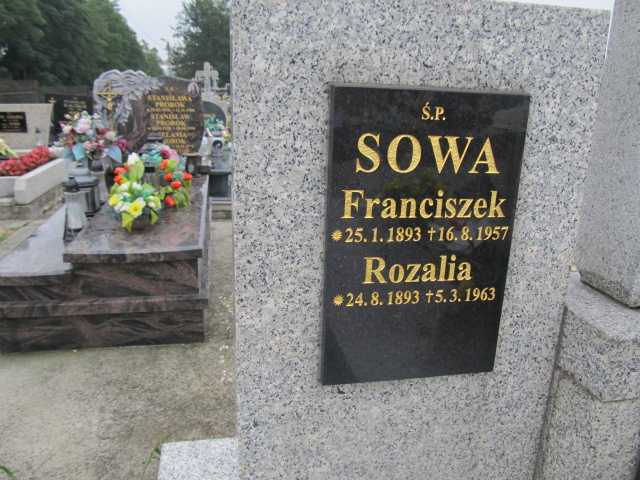 Ś.P.
SOWA
Franciszek
✹25.1.1893 †16.8.1957
Rozalia
✹24.8.1893 †5.3.1963
STANISŁAWA
PROROK
STANISŁAW
PROROK